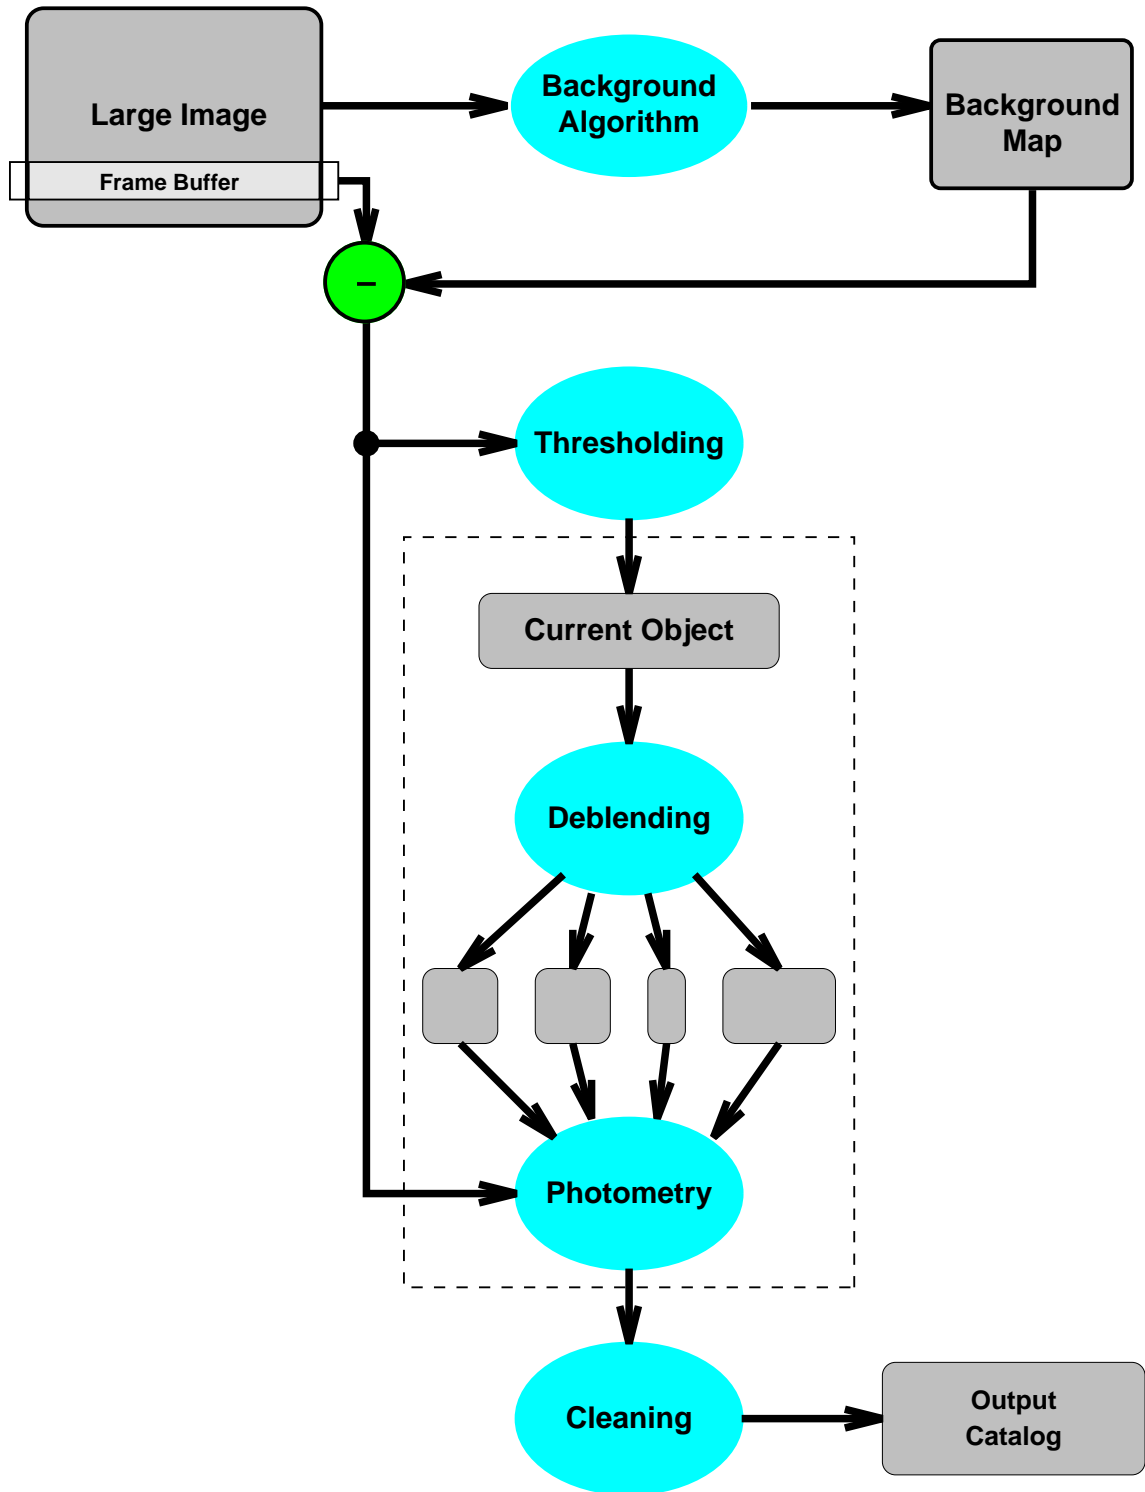 Large Image
Frame Buffer
Background
Algorithm
Background
Map
–
Thresholding
Current Object
Deblending
Photometry
Cleaning
Output
Catalog